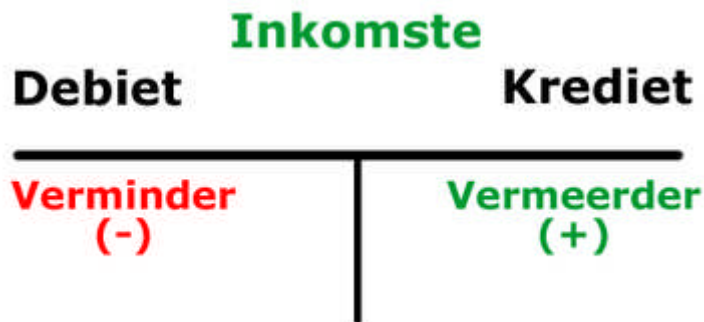 Inkomste
Debiet Krediet
Verminder Vermeerder
(-) (+)